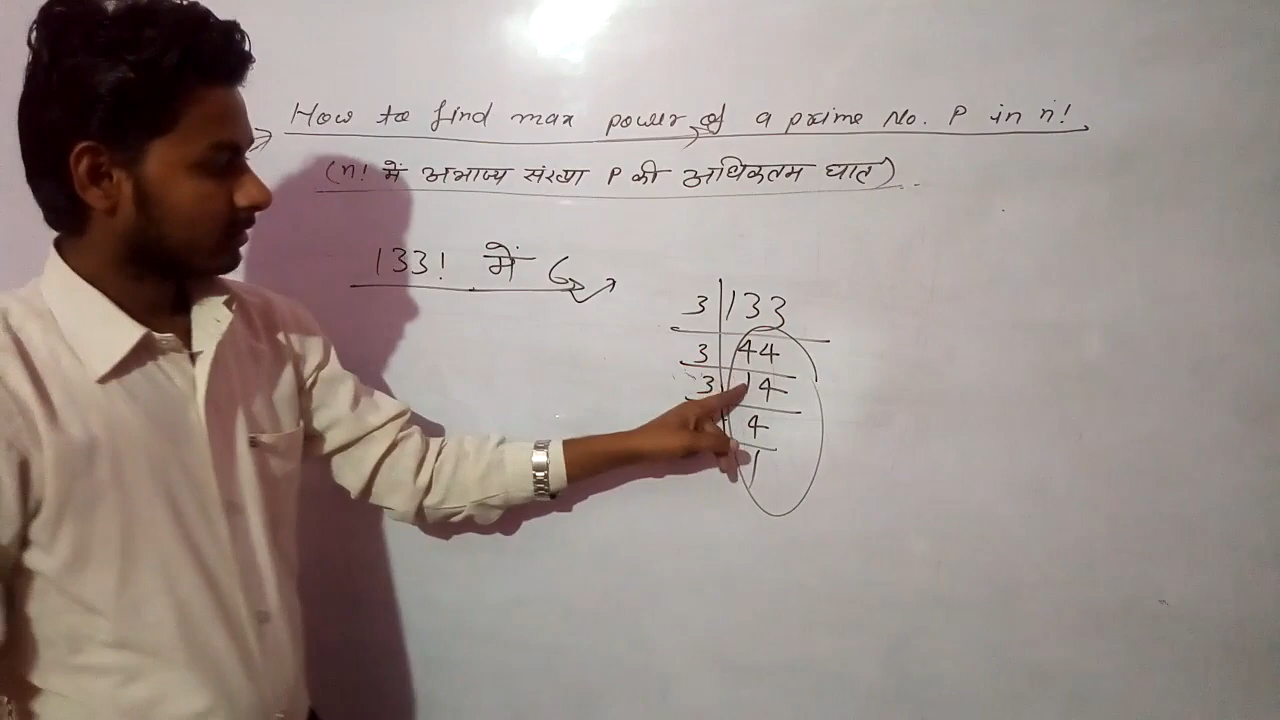 How to find max power of a prime No. P in n!
(n! में अभाज्य संख्या P की अधिकतम घात)
133! में 6
3 133
3 44
3 14
4
1